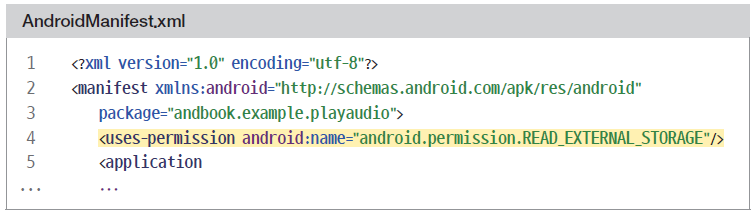 AndroidManifest.xml
1 <?xml version="1.0" encoding="utf-8"?>
2 <manifest xmlns:android="http://schemas.android.com/apk/res/android"
3 package="andbook.example.playaudio">
4 <uses-permission android:name="android.permission.READ_EXTERNAL_STORAGE"/>
5 <application
... ...